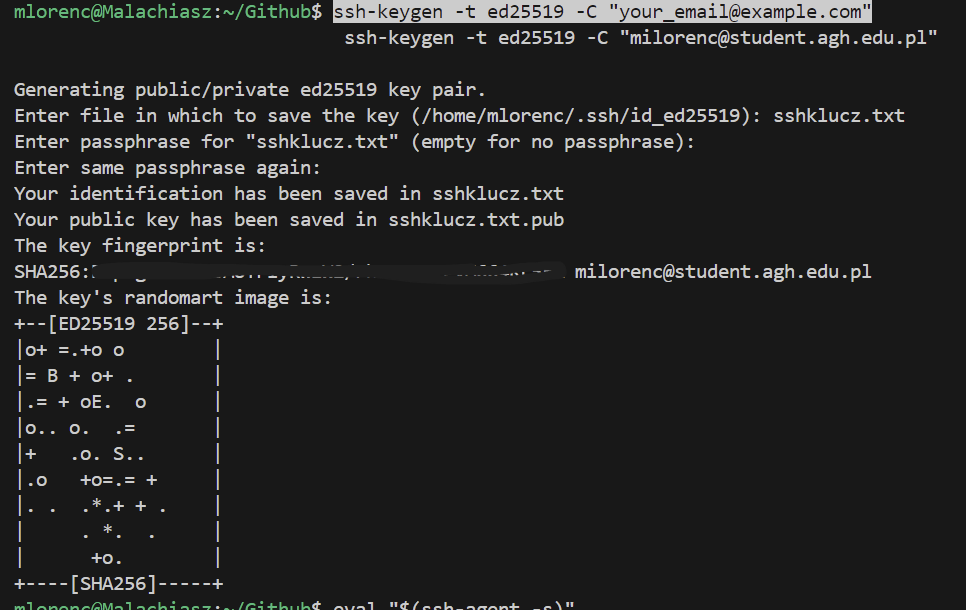 mlorenc@Malachiasz:~/Github$ ssh-keygen -t ed25519 -C "your_email@example.com"
ssh-keygen -t ed25519 -C "milorenc@student.agh.edu.pl"
Generating public/private ed25519 key pair.
Enter file in which to save the key (/home/mlorenc/.ssh/id_ed25519): sshklucz.txt
Enter passphrase for "sshklucz.txt" (empty for no passphrase):
Enter same passphrase again:
Your identification has been saved in sshklucz.txt
Your public key has been saved in sshklucz.txt.pub
The key fingerprint is:
SHA256: milorenc@student.agh.edu.pl
The key's randomart image is:
+--[ED25519 256]--+
|o+ =.+o o        |
|= B + o+ .       |
|.= + oE.  o      |
|o.. o.  .=       |
|+   .o. S..      |
|.o   +o=.= +     |
|. .  .*.+ + .    |
|     . *.  .     |
|      +o.        |
+----[SHA256]-----+
mlorenc@Malachiasz:~/Github$ eval "$(ssh-agent -s)"